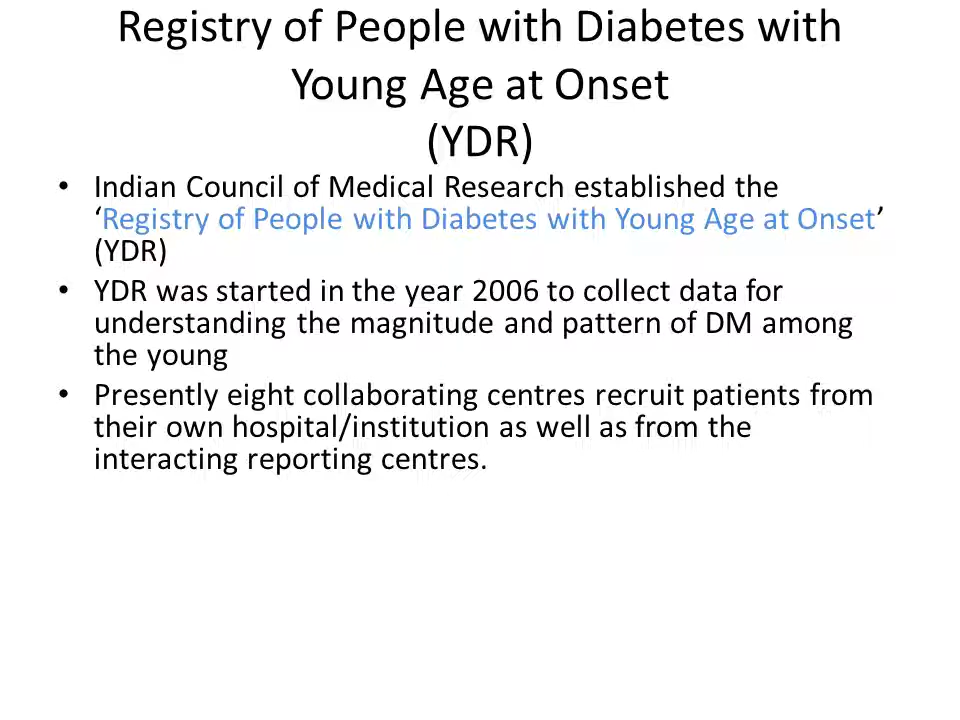 Registry of People with Diabetes with
Young Age at Onset
(YDR)
• Indian Council of Medical Research established the
‘Registry of People with Diabetes with Young Age at Onset’
(YDR)
• YDR was started in the year 2006 to collect data for
understanding the magnitude and pattern of DM among
the young
• Presently eight collaborating centres recruit patients from
their own hospital/institution as well as from the
interacting reporting centres.